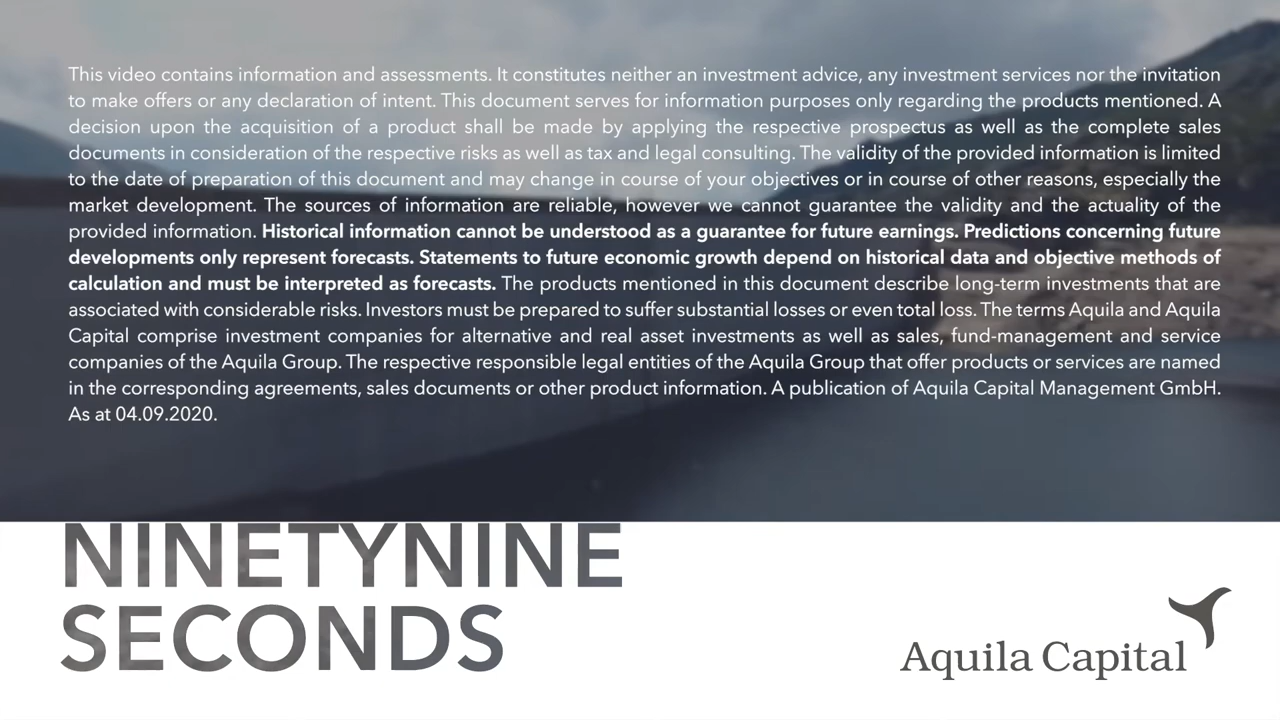 This video contains information and assessments. It constitutes neither an investment advice, any investment services nor the invitation
to make offers or any declaration of intent. This document serves for information purposes only regarding the products mentioned. A
decision upon the acquisition of a product shall be made by applying the respective prospectus as well as the complete sales
documents in consideration of the respective risks as well as tax and legal consulting. The validity of the provided information is limited
to the date of preparation of this document and may change in course of your objectives or in course of other reasons, especially the
market development. The sources of information are reliable, however we cannot guarantee the validity and the actuality of the
provided information. Historical information cannot be understood as a guarantee for future earnings. Predictions concerning future
developments only represent forecasts. Statements to future economic growth depend on historical data and objective methods of
calculation and must be interpreted as forecasts. The products mentioned in this document describe long-term investments that are
associated with considerable risks. Investors must be prepared to suffer substantial losses or even total loss. The terms Aquila and Aquila
Capital comprise investment companies for alternative and real asset investments as well as sales, fund-management and service
companies of the Aquila Group. The respective responsible legal entities of the Aquila Group that offer products or services are named
in the corresponding agreements, sales documents or other product information. A publication of Aquila Capital Management GmbH.
As at 04.09.2020.
NINETYNINE
SECONDS
Aquila Capital